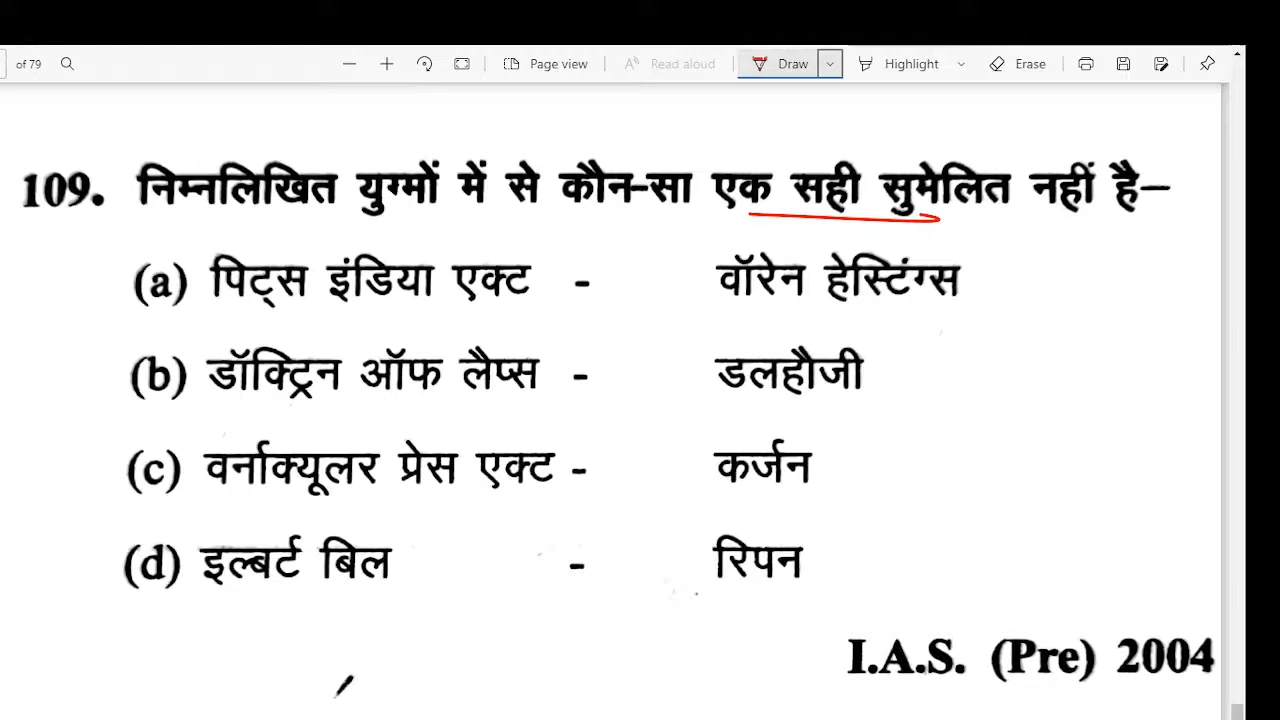 of 79 Page view Read aloud Draw Highlight Erase
109. निम्नलिखित युग्मों में से कौन-सा एक सही सुमेलित नहीं है–
(a) पिट्स इंडिया एक्ट - वॉरेन हेस्टिंग्स
(b) डॉक्ट्रिन ऑफ लैप्स - डलहौजी
(c) वर्नाक्यूलर प्रेस एक्ट - कर्जन
(d) इल्बर्ट बिल - रिपन
I.A.S. (Pre) 2004